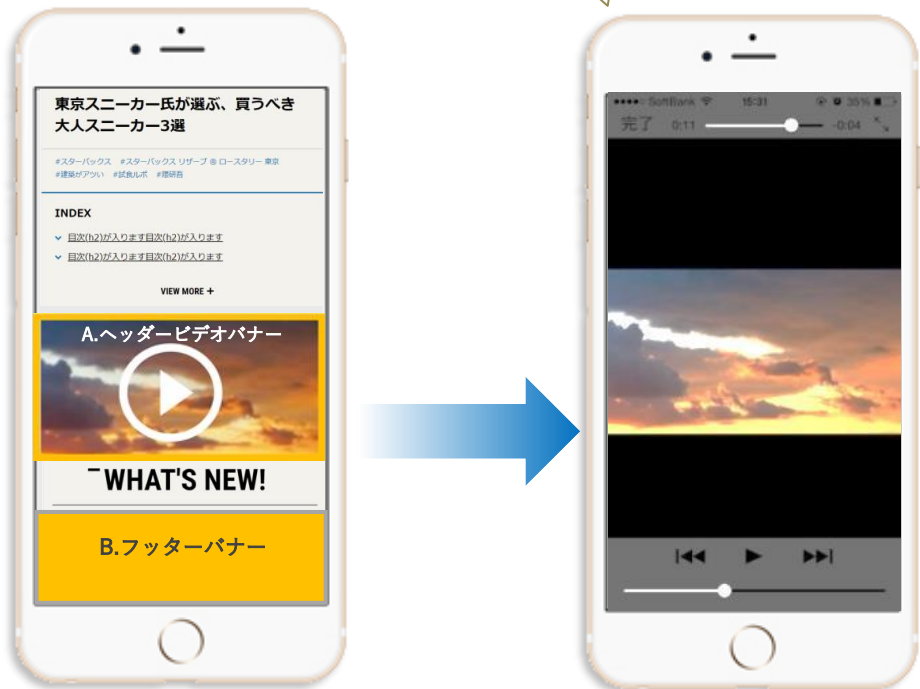 東京スニーカー氏が選ぶ、買うべき
大人スニーカー3選
#スターバックス #スターバックス リザーブ ® ロースタリー 東京
#建築がアツい #試食ルポ #隈研吾
INDEX
目次(h2)が入ります目次(h2)が入ります
目次(h2)が入ります目次(h2)が入ります
VIEW MORE +
A.ヘッダービデオバナー
WHAT'S NEW!
B.フッターバナー
SoftBank 15:31 35%
完了 0:11 -0:04